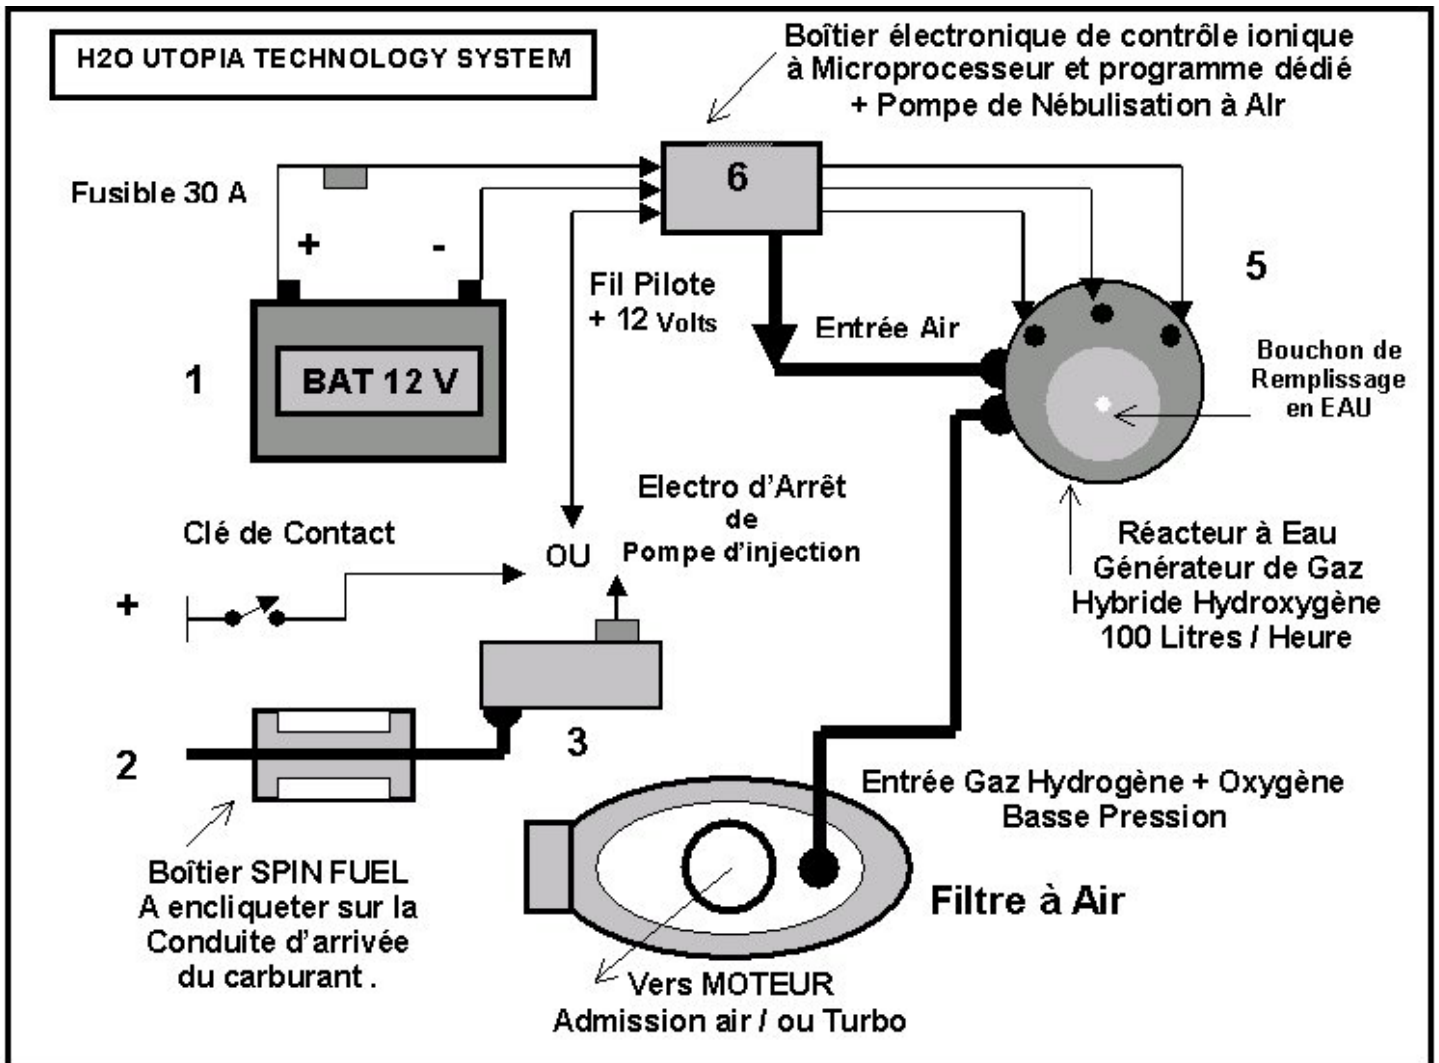 H2O UTOPIA TECHNOLOGY SYSTEM
Boîtier électronique de contrôle ionique
à Microprocesseur et programme dédié
+ Pompe de Nébulisation à AIr
6
Fusible 30 A
+ -
Fil Pilote
+ 12 Volts
Entrée Air
5
Bouchon de
Remplissage
en EAU
1
BAT 12 V
Electro d'Arrêt
de
Pompe d'injection
Clé de Contact
OU
+
Réacteur à Eau
Générateur de Gaz
Hybride Hydroxygène
100 Litres / Heure
3
2
Entrée Gaz Hydrogène + Oxygène
Basse Pression
Boîtier SPIN FUEL
A encliqueter sur la
Conduite d'arrivée
du carburant .
Filtre à Air
Vers MOTEUR
Admission air / ou Turbo